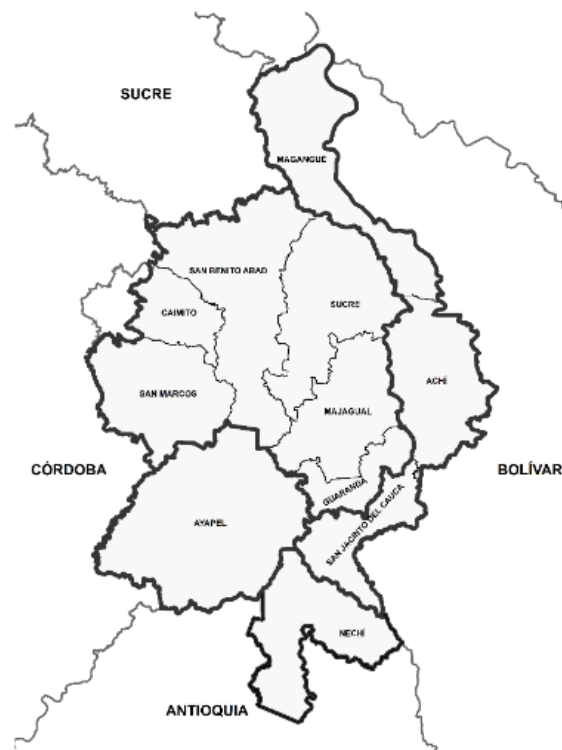 SUCRE
MAGANGUÉ
SAN BENITO ABAD
CAIMITO
SUCRE
ACHÍ
SAN MARCOS
MAJAGUAL
CÓRDOBA
BOLÍVAR
GUARANDA
AYAPEL
SAN JACINTO DEL CAUCA
NECHÍ
ANTIOQUIA